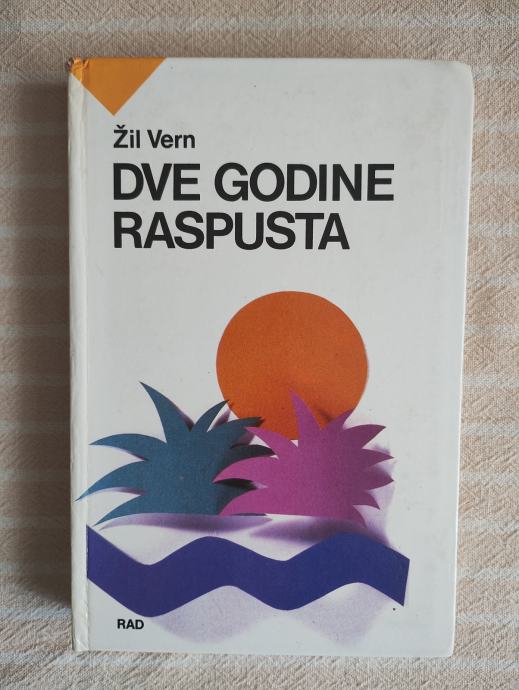 Žil Vern
DVE GODINE
RASPUSTA
RAD